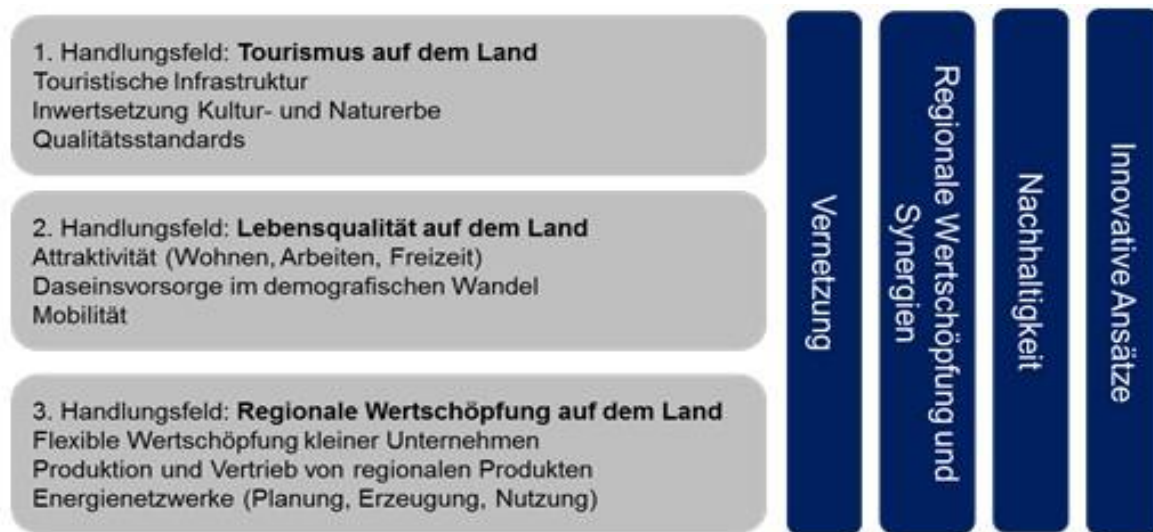 1. Handlungsfeld: Tourismus auf dem Land
Touristische Infrastruktur
Inwertsetzung Kultur- und Naturerbe
Qualitätsstandards
2. Handlungsfeld: Lebensqualität auf dem Land
Attraktivität (Wohnen, Arbeiten, Freizeit)
Daseinsvorsorge im demografischen Wandel
Mobilität
3. Handlungsfeld: Regionale Wertschöpfung auf dem Land
Flexible Wertschöpfung kleiner Unternehmen
Produktion und Vertrieb von regionalen Produkten
Energienetzwerke (Planung, Erzeugung, Nutzung)
Vernetzung
Regionale Wertschöpfung und
Synergien
Nachhaltigkeit
Innovative Ansätze